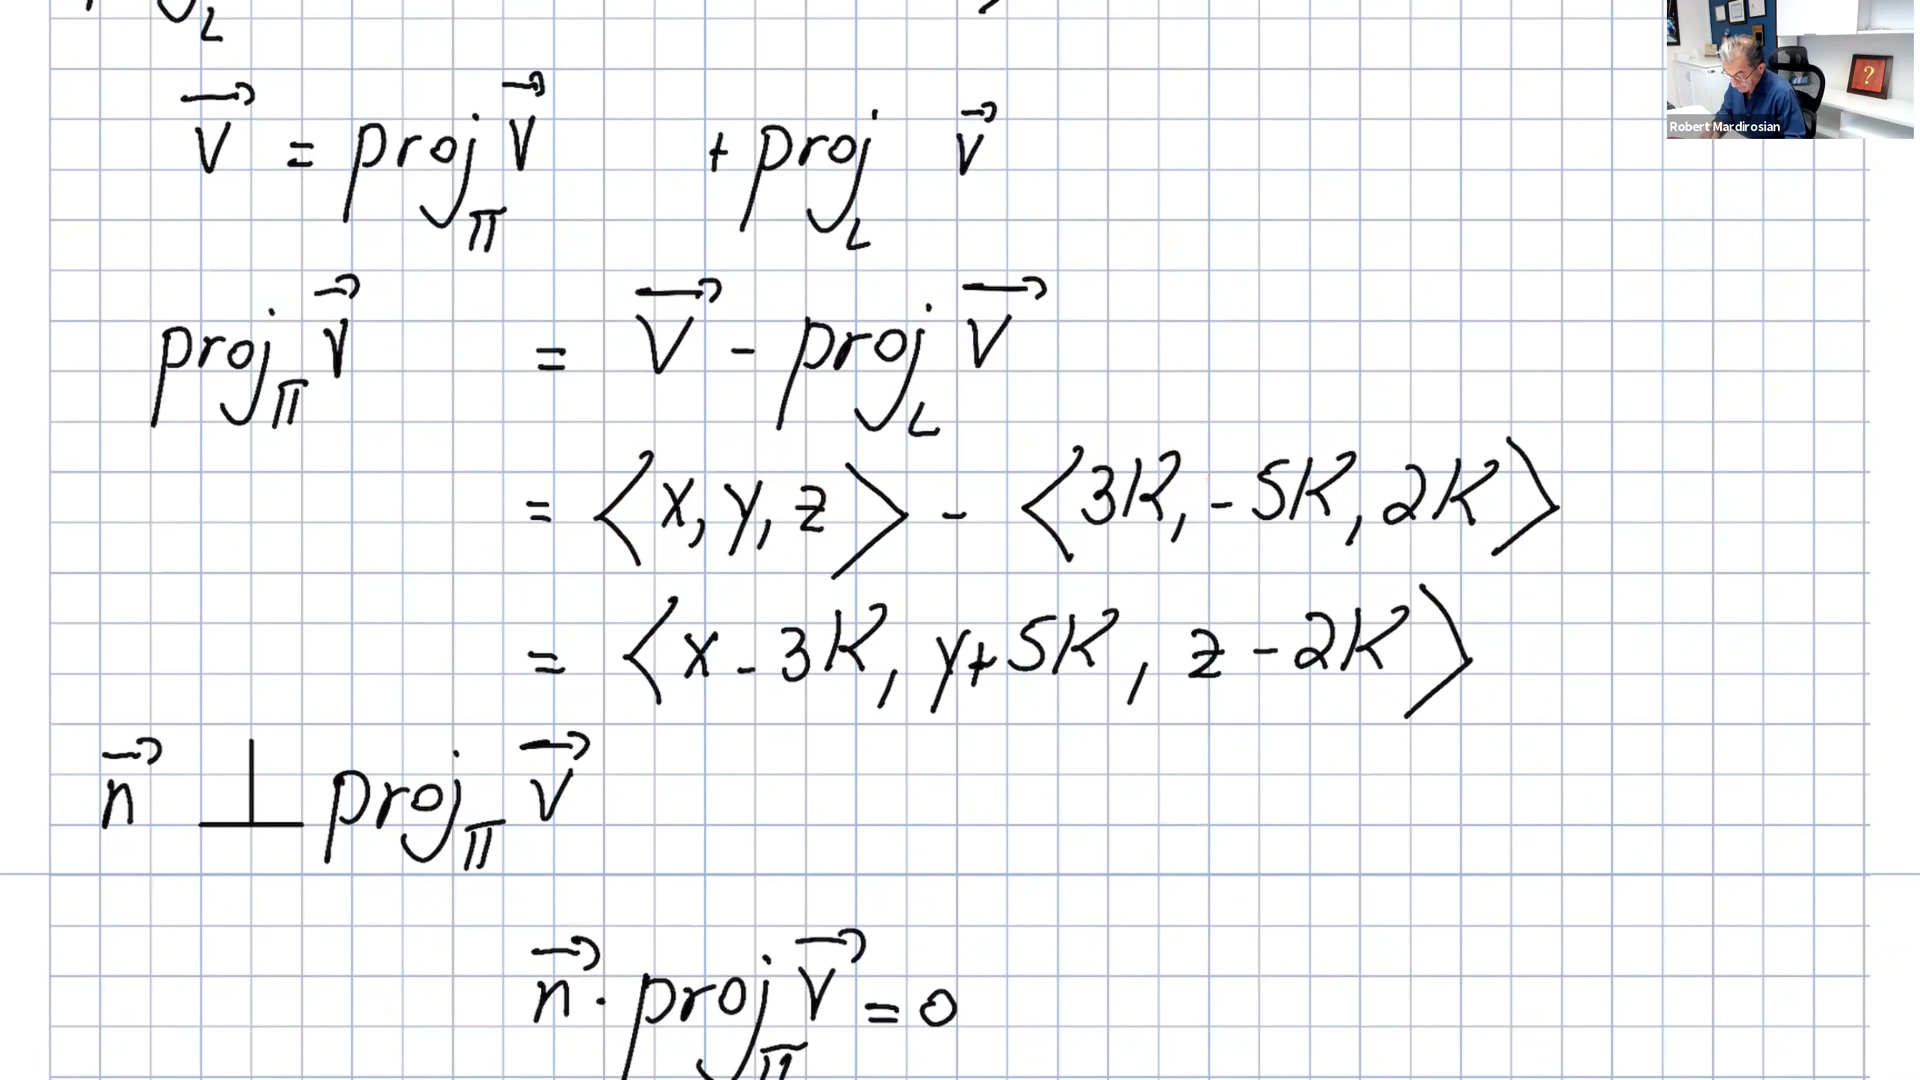 L
V⃗ = proj_π V⃗ + proj_L V⃗
proj_π V⃗ = V⃗ - proj_L V⃗
= ⟨x, y, z⟩ - ⟨3K, -5K, 2K⟩
= ⟨x - 3K, y + 5K, z - 2K⟩
n⃗ ⊥ proj_π V⃗
n⃗ · proj_π V⃗ = 0
?
Robert Mardirosian